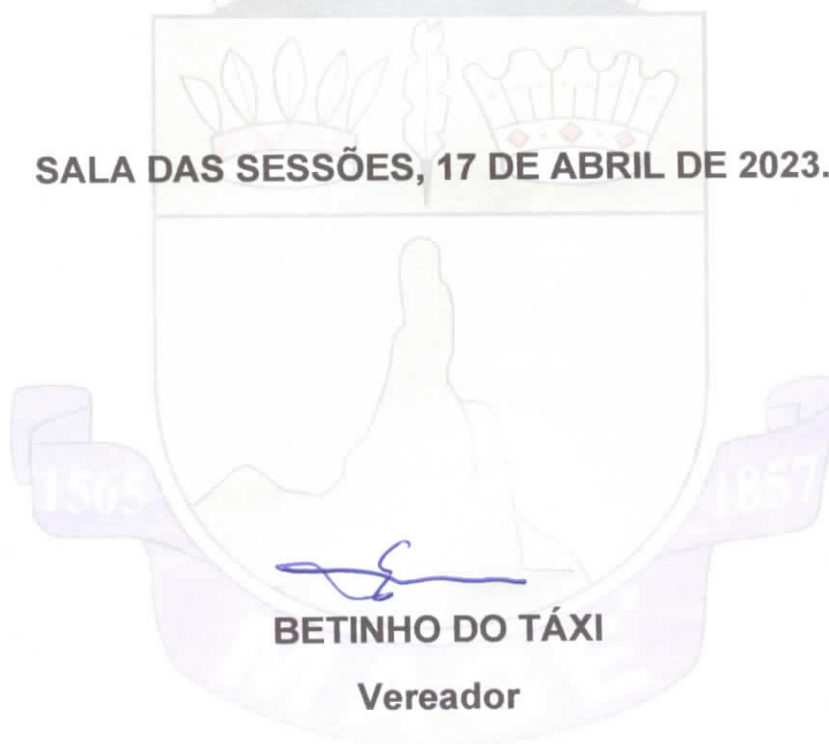 SALA DAS SESSÕES, 17 DE ABRIL DE 2023.
1565
1857
BETINHO DO TÁXI
Vereador